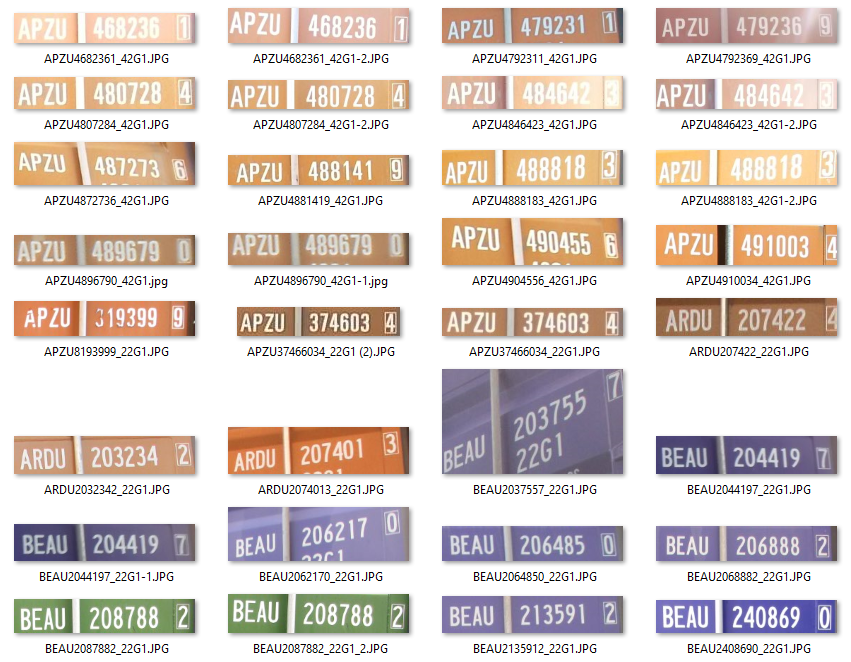 APZU 468236 1
APZU 468236 1
APZU 479231 1
APZU 479236 9
APZU4682361_42G1.JPG
APZU4682361_42G1-2.JPG
APZU4792311_42G1.JPG
APZU4792369_42G1.JPG
APZU 480728 4
APZU 480728 4
APZU 484642 3
APZU 484642 3
APZU4807284_42G1.JPG
APZU4807284_42G1-2.JPG
APZU4846423_42G1.JPG
APZU4846423_42G1-2.JPG
APZU 487273 6
APZU 488141 9
APZU 488818 3
APZU 488818 3
APZU4872736_42G1.JPG
APZU4881419_42G1.JPG
APZU4888183_42G1.JPG
APZU4888183_42G1-2.JPG
APZU 489679 0
APZU 489679 0
APZU 490455 6
APZU 491003 4
APZU4896790_42G1.jpg
APZU4896790_42G1-1.jpg
APZU4904556_42G1.JPG
APZU4910034_42G1.JPG
APZU 319399 9
APZU 374603 4
APZU 374603 4
ARDU 207422 4
APZU8193999_22G1.JPG
APZU37466034_22G1 (2).JPG
APZU37466034_22G1.JPG
ARDU207422_22G1.JPG
ARDU 203234 2
ARDU 207401 3
BEAU 203755 7
22G1
BEAU 204419 7
ARDU2032342_22G1.JPG
ARDU2074013_22G1.JPG
BEAU2037557_22G1.JPG
BEAU2044197_22G1.JPG
BEAU 204419 7
BEAU 206217 0
22G1
BEAU 206485 0
BEAU 206888 2
BEAU2044197_22G1-1.JPG
BEAU2062170_22G1.JPG
BEAU2064850_22G1.JPG
BEAU2068882_22G1.JPG
BEAU 208788 2
BEAU 208788 2
BEAU 213591 2
BEAU 240869 0
BEAU2087882_22G1.JPG
BEAU2087882_22G1_2.JPG
BEAU2135912_22G1.JPG
BEAU2408690_22G1.JPG